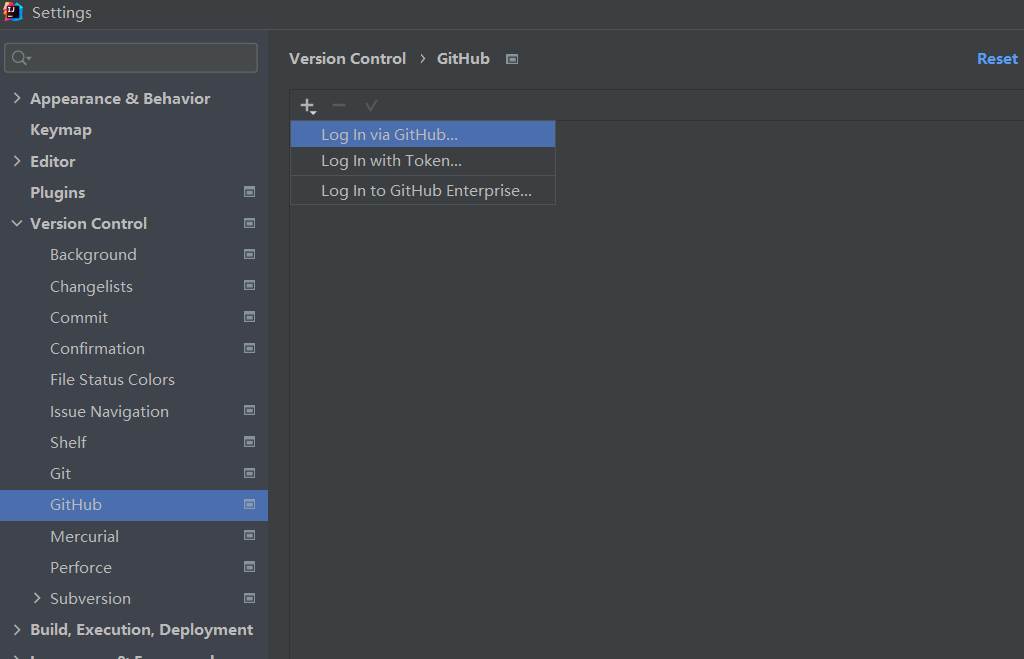 Settings
Version Control › GitHub
Reset
Appearance & Behavior
Keymap
Editor
Plugins
Version Control
Background
Changelists
Commit
Confirmation
File Status Colors
Issue Navigation
Shelf
Git
GitHub
Mercurial
Perforce
Subversion
Build, Execution, Deployment
Log In via GitHub...
Log In with Token...
Log In to GitHub Enterprise...